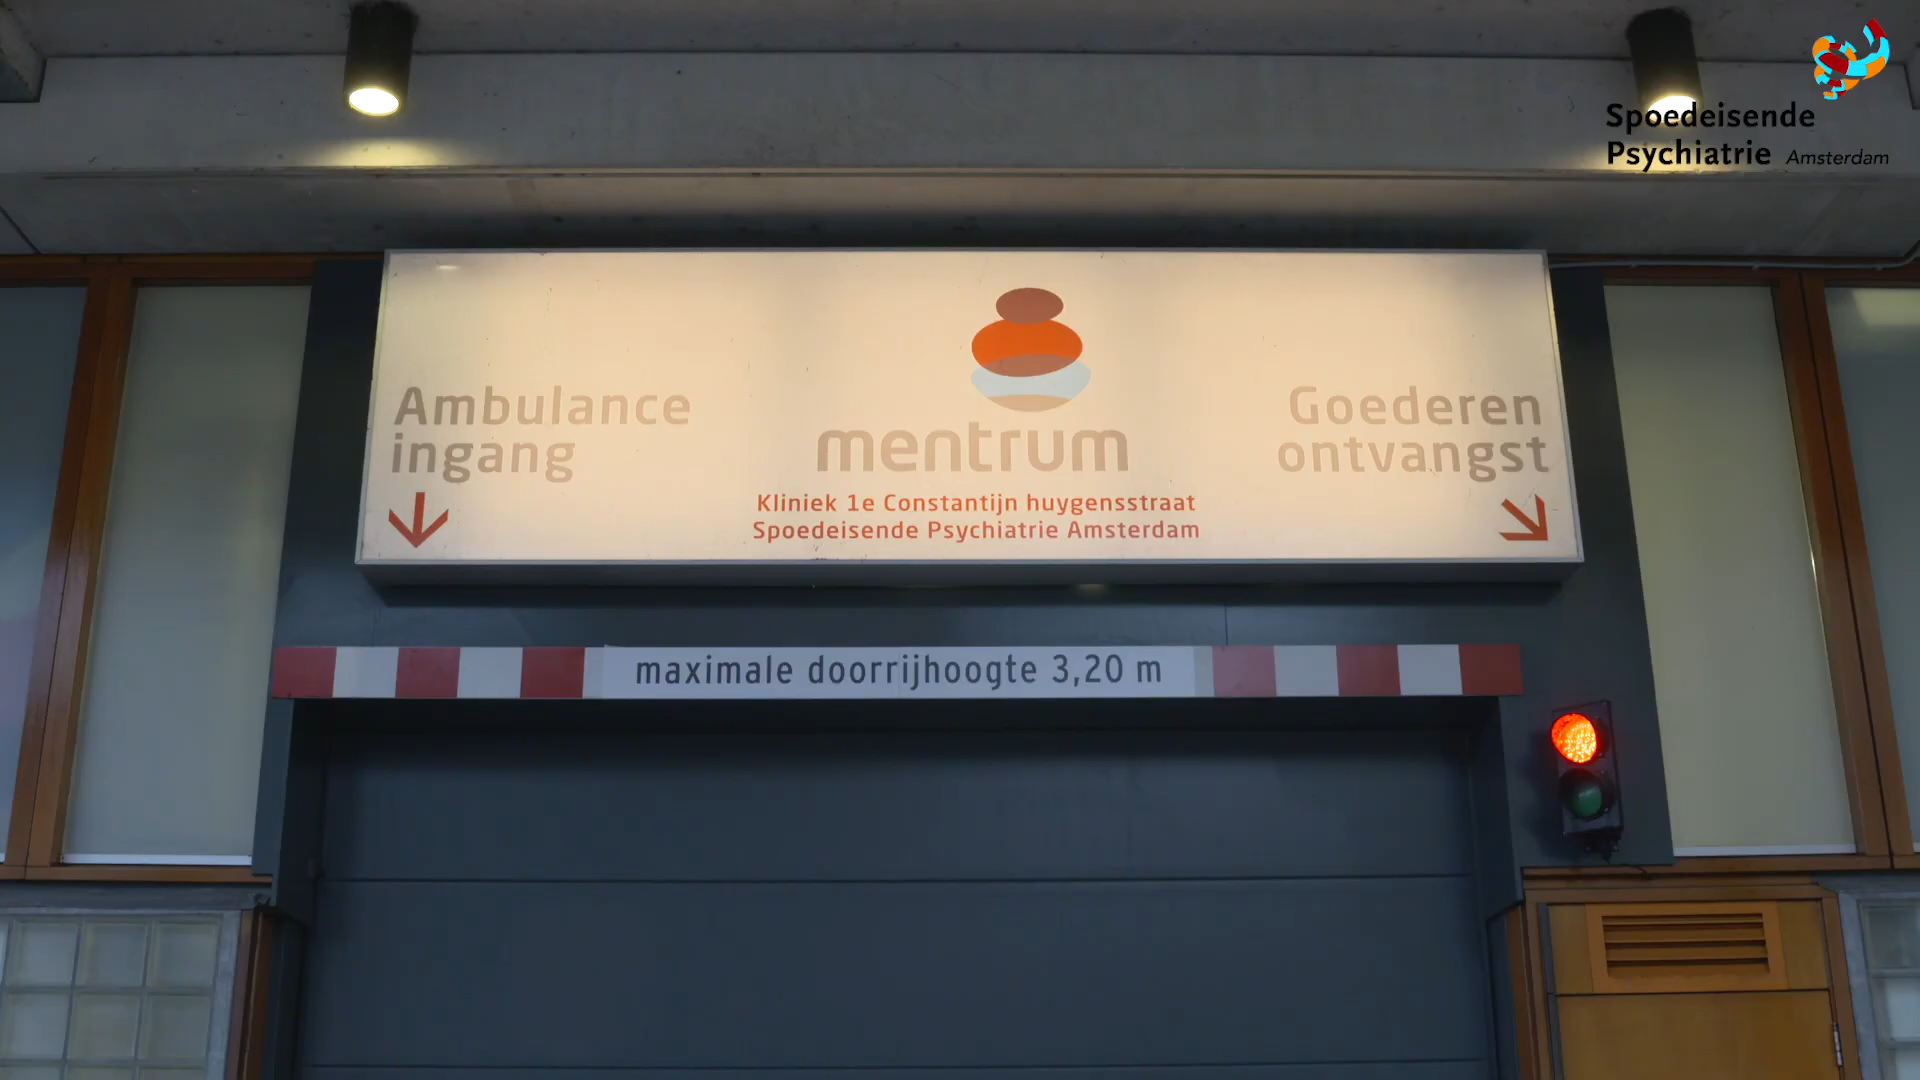 Spoedeisende
Psychiatrie Amsterdam
Ambulance
ingang
mentrum
Kliniek 1e Constantijn huygensstraat
Spoedeisende Psychiatrie Amsterdam
Goederen
ontvangst
maximale doorrijhoogte 3,20 m